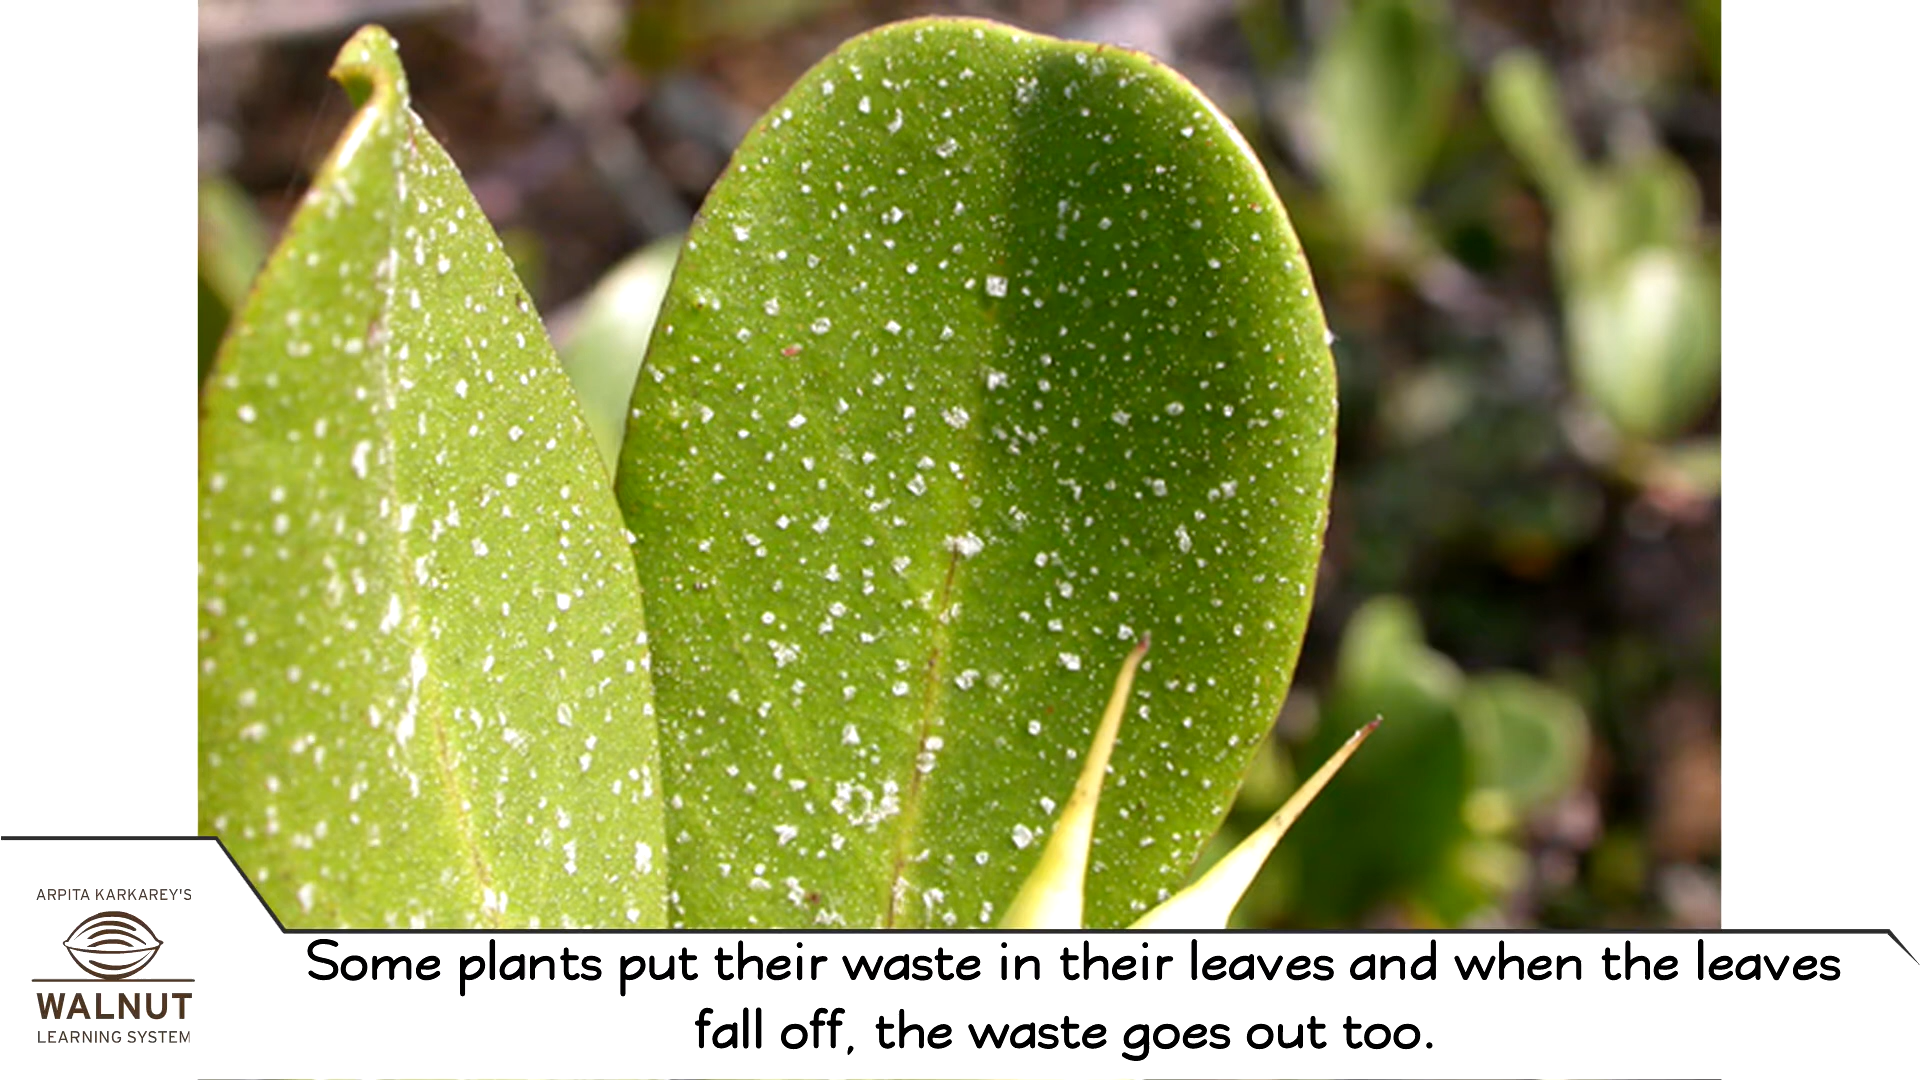 ARPITA KARKAREY'S
WALNUT
LEARNING SYSTEM
Some plants put their waste in their leaves and when the leaves
fall off, the waste goes out too.